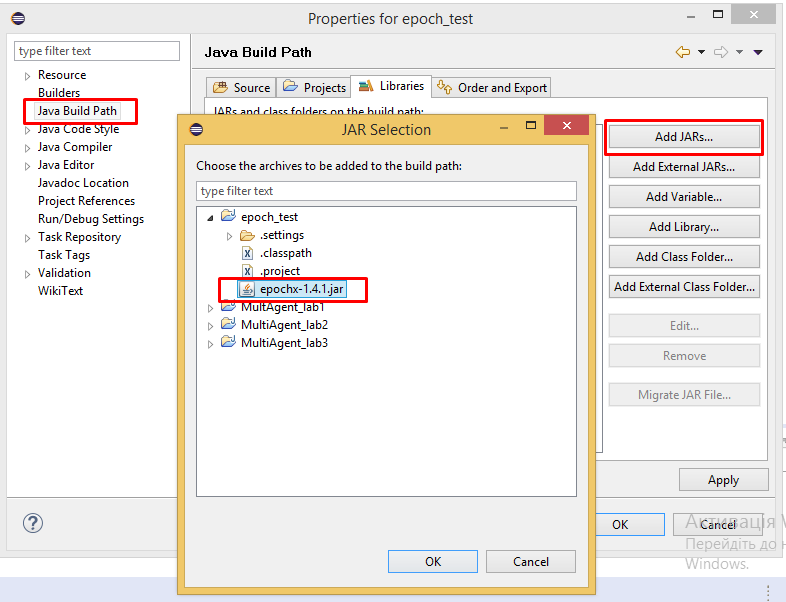 Properties for epoch_test
type filter text
Resource
Builders
Java Build Path
Java Code Style
Java Compiler
Java Editor
Javadoc Location
Project References
Run/Debug Settings
Task Repository
Task Tags
Validation
WikiText
Java Build Path
Source
Projects
Libraries
Order and Export
JARs and class folders on the build path:
Add JARs...
Add External JARs...
Add Variable...
Add Library...
Add Class Folder...
Add External Class Folder...
Edit...
Remove
Migrate JAR File...
Apply
OK
Cancel
JAR Selection
Choose the archives to be added to the build path:
type filter text
epoch_test
.settings
.classpath
.project
epochx-1.4.1.jar
MultAgent_lab1
MultiAgent_lab2
MultiAgent_lab3
OK
Cancel
Активація W
Перейдіть до н
Windows.